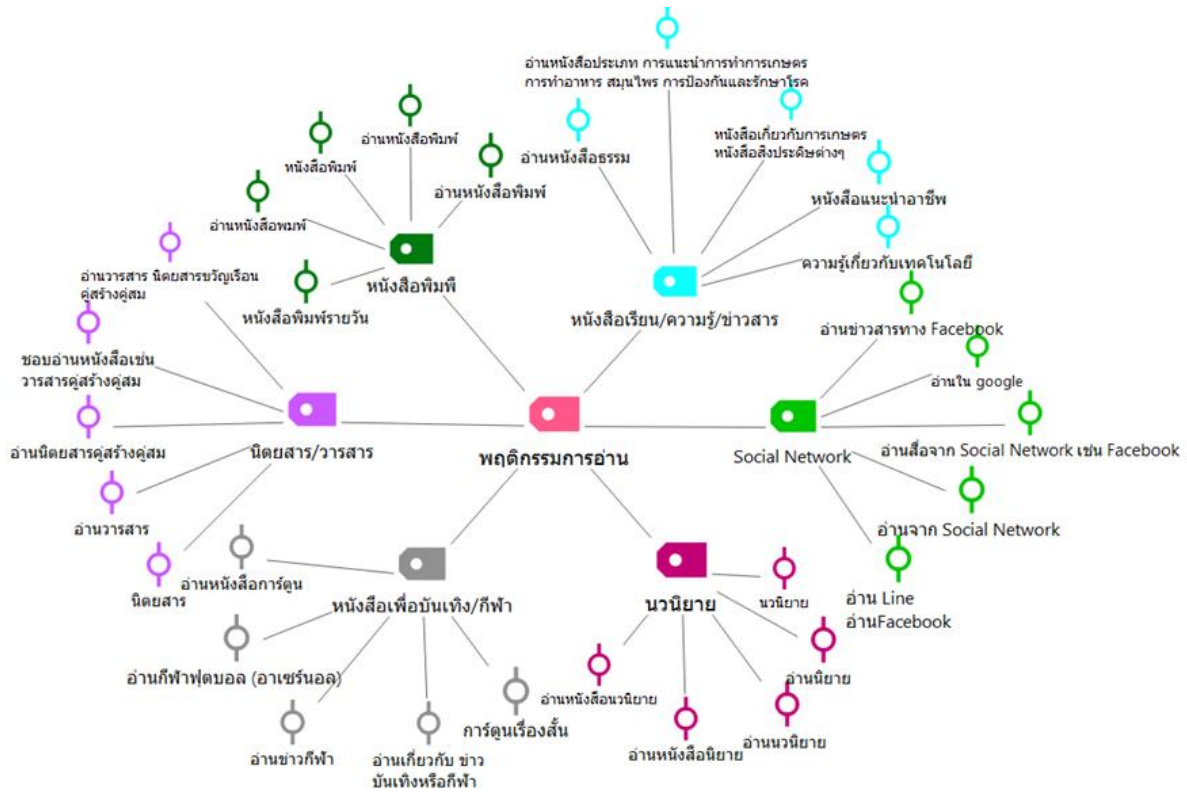 อ่านหนังสือประเภท การแนะนำการทำการเกษตร
การทำอาหาร สมุนไพร การป้องกันและรักษาโรค
อ่านหนังสือพิมพ์
หนังสือพิมพ์
อ่านหนังสือธรรม
หนังสือเกี่ยวกับการเกษตร
หนังสือสิ่งประดิษต่างๆ
อ่านหนังสือพิมพ์
หนังสือแนะนำอาชีพ
อ่านหนังสือพมพ์
ความรู้เกี่ยวกับเทคโนโลยี
อ่านวารสาร นิตยสารขวัญเรือน
คู่สร้างคู่สม
หนังสือพิมพ์
หนังสือพิมพ์รายวัน
หนังสือเรียน/ความรู้/ข่าวสาร
อ่านข่าวสารทาง Facebook
ชอบอ่านหนังสือเช่น
วารสารคู่สร้างคู่สม
อ่านใน google
อ่านนิตยสารคู่สร้างคู่สม
นิตยสาร/วารสาร
พฤติกรรมการอ่าน
Social Network
อ่านสื่อจาก Social Network เช่น Facebook
อ่านวารสาร
อ่านจาก Social Network
นิตยสาร
อ่านหนังสือการ์ตูน
หนังสือเพื่อบันเทิง/กีฬา
นวนิยาย
นวนิยาย
อ่าน Line
อ่านFacebook
อ่านกีฬาฟุตบอล (อาเซร์นอล)
อ่านหนังสือนวนิยาย
อ่านนิยาย
อ่านข่าวกีฬา
อ่านเกี่ยวกับ ข่าว
บันเทิงหรือกีฬา
การ์ตูนเรื่องสั้น
อ่านหนังสือนิยาย
อ่านนวนิยาย